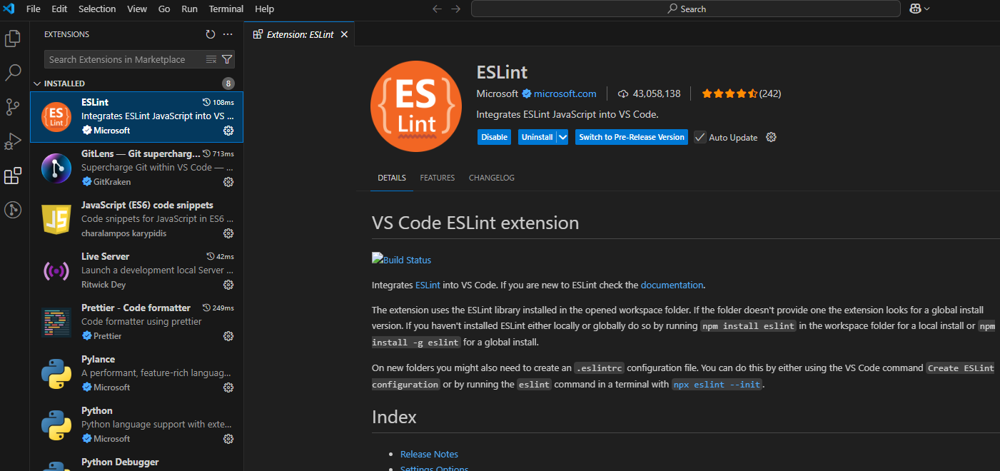 File Edit Selection View Go Run Terminal Help Search
EXTENSIONS
Search Extensions in Marketplace
INSTALLED 8
ESLint 108ms
Integrates ESLint JavaScript into VS ...
Microsoft
GitLens — Git supercharg... 713ms
Supercharge Git within VS Code — ...
GitKraken
JavaScript (ES6) code snippets
Code snippets for JavaScript in ES6 ...
charalampos karypidis
Live Server 42ms
Launch a development local Server ...
Ritwick Dey
Prettier - Code formatter 249ms
Code formatter using prettier
Prettier
Pylance
A performant, feature-rich languag...
Microsoft
Python
Python language support with exte...
Microsoft
Python Debugger
Extension: ESLint
{ES
Lint}
ESLint
Microsoft microsoft.com 43,058,138 (242)
Integrates ESLint JavaScript into VS Code.
Disable Uninstall Switch to Pre-Release Version Auto Update
DETAILS FEATURES CHANGELOG
VS Code ESLint extension
Build Status
Integrates ESLint into VS Code. If you are new to ESLint check the documentation.
The extension uses the ESLint library installed in the opened workspace folder. If the folder doesn't provide one the extension looks for a global install
version. If you haven't installed ESLint either locally or globally do so by running npm install eslint in the workspace folder for a local install or npm
install -g eslint for a global install.
On new folders you might also need to create an .eslintrc configuration file. You can do this by either using the VS Code command Create ESLint
configuration or by running the eslint command in a terminal with npx eslint --init.
Index
Release Notes
Settings Options